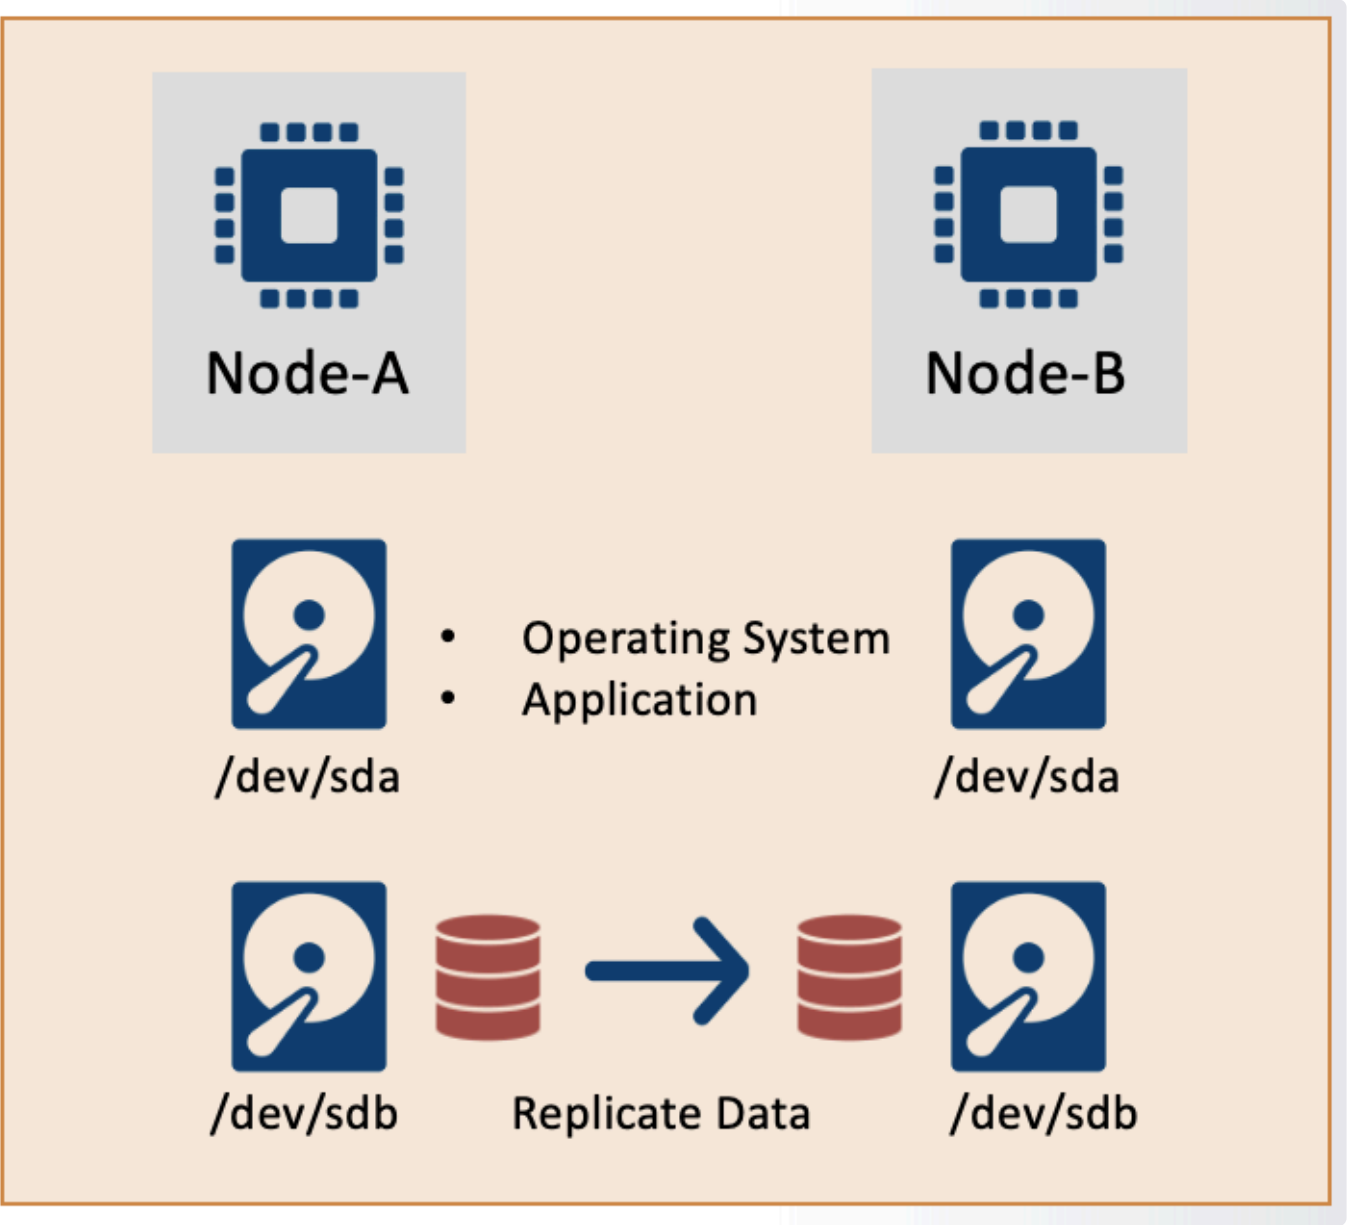 Node-A
Node-B
• Operating System
• Application
/dev/sda
/dev/sda
/dev/sdb
Replicate Data
/dev/sdb